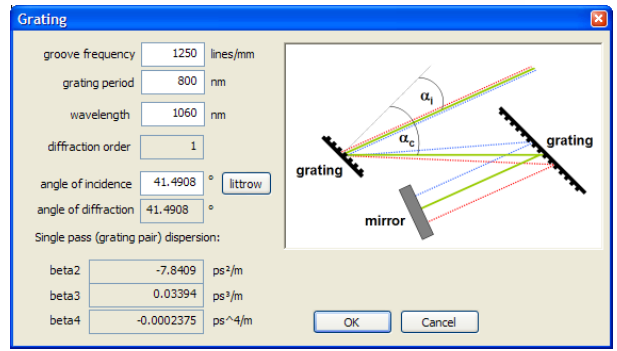 Grating
groove frequency 1250 lines/mm
grating period 800 nm
wavelength 1060 nm
diffraction order 1
angle of incidence 41.4908 ° littrow
angle of diffraction 41.4908 °
Single pass (grating pair) dispersion:
beta2 -7.8409 ps²/m
beta3 0.03394 ps³/m
beta4 -0.0002375 ps^4/m
αi
αc
grating
grating
mirror
OK Cancel